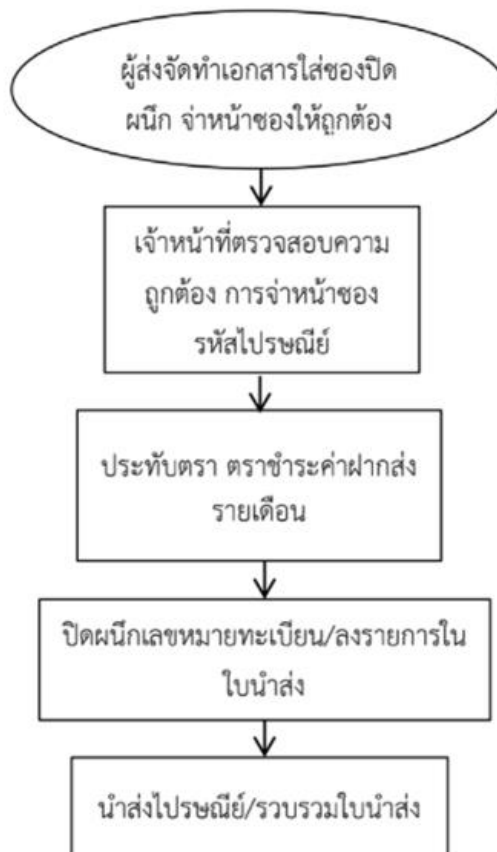 ผู้ส่งจัดทำเอกสารใส่ซองปิด
ผนึก จ่าหน้าซองให้ถูกต้อง
เจ้าหน้าที่ตรวจสอบความ
ถูกต้อง การจ่าหน้าซอง
รหัสไปรษณีย์
ประทับตรา ตราชำระค่าฝากส่ง
รายเดือน
ปิดผนึกเลขหมายทะเบียน/ลงรายการใน
ใบนำส่ง
นำส่งไปรษณีย์/รวบรวมใบนำส่ง